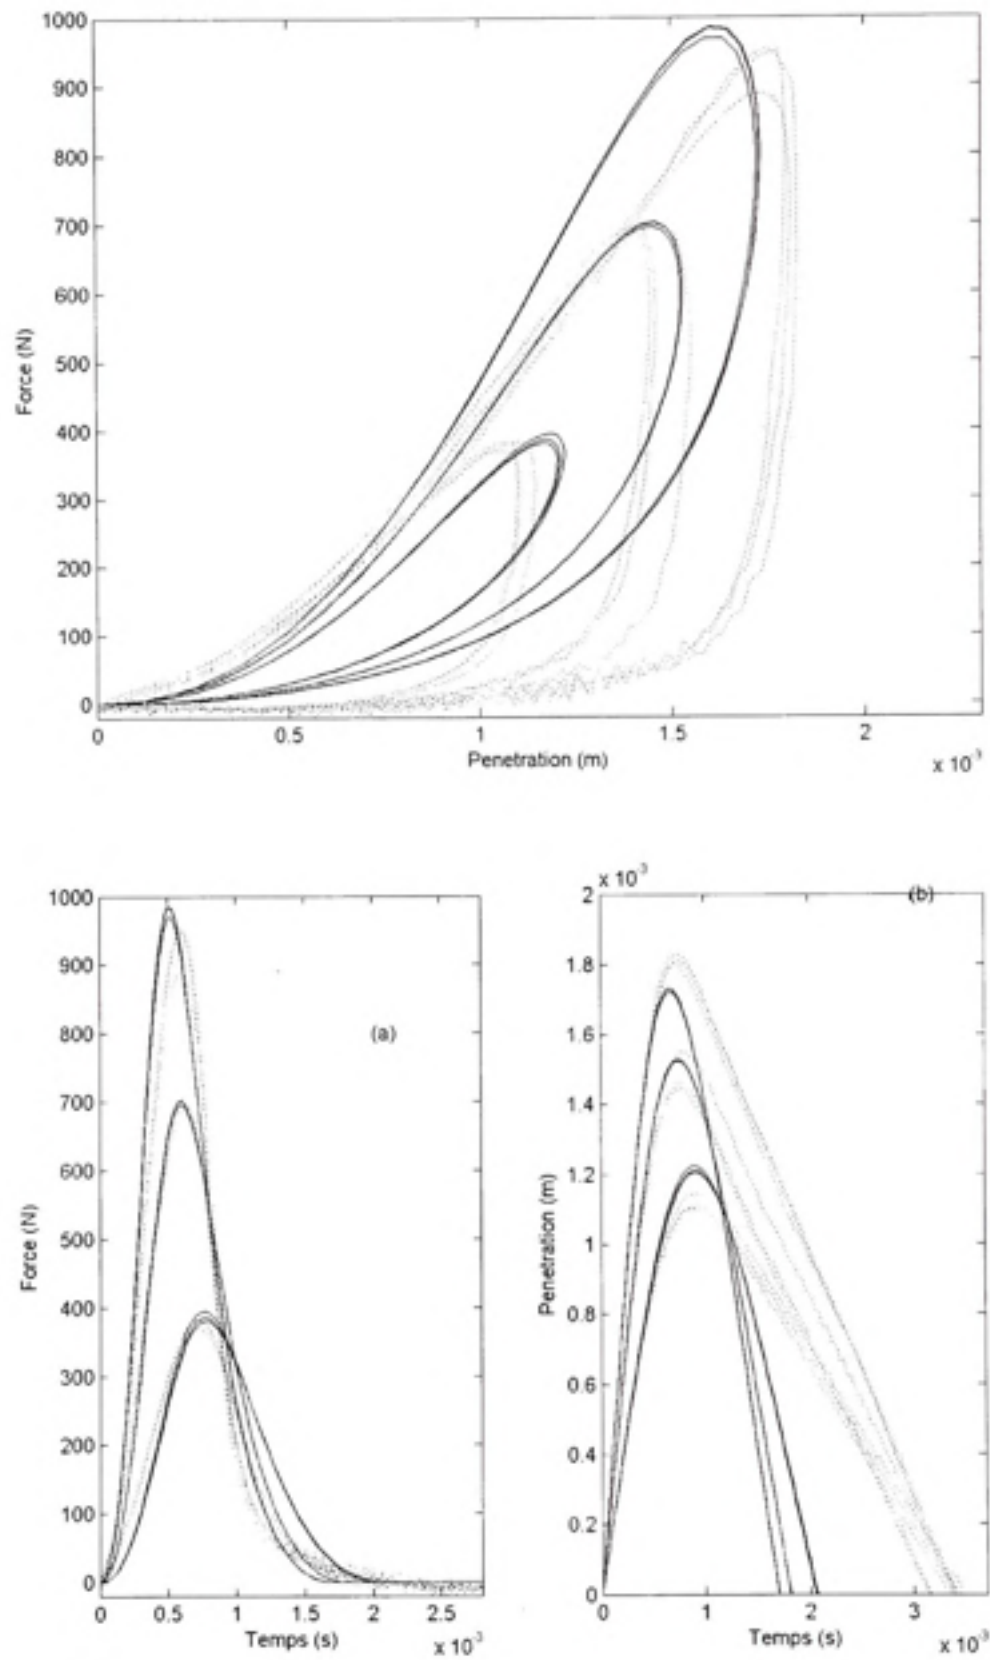 1000
900
800
700
600
500
400
300
200
100
0
Force (N)
0 0.5 1 1.5 2
Penetration (m)
x 10⁻³
1000
900
800
700
600
500
400
300
200
100
0
Force (N)
(a)
0 0.5 1 1.5 2 2.5
Temps (s)
x 10⁻³
x 10⁻³
(b)
2
1.8
1.6
1.4
1.2
1
0.8
0.6
0.4
0.2
0
Penetration (m)
0 1 2 3
Temps (s)
x 10⁻³